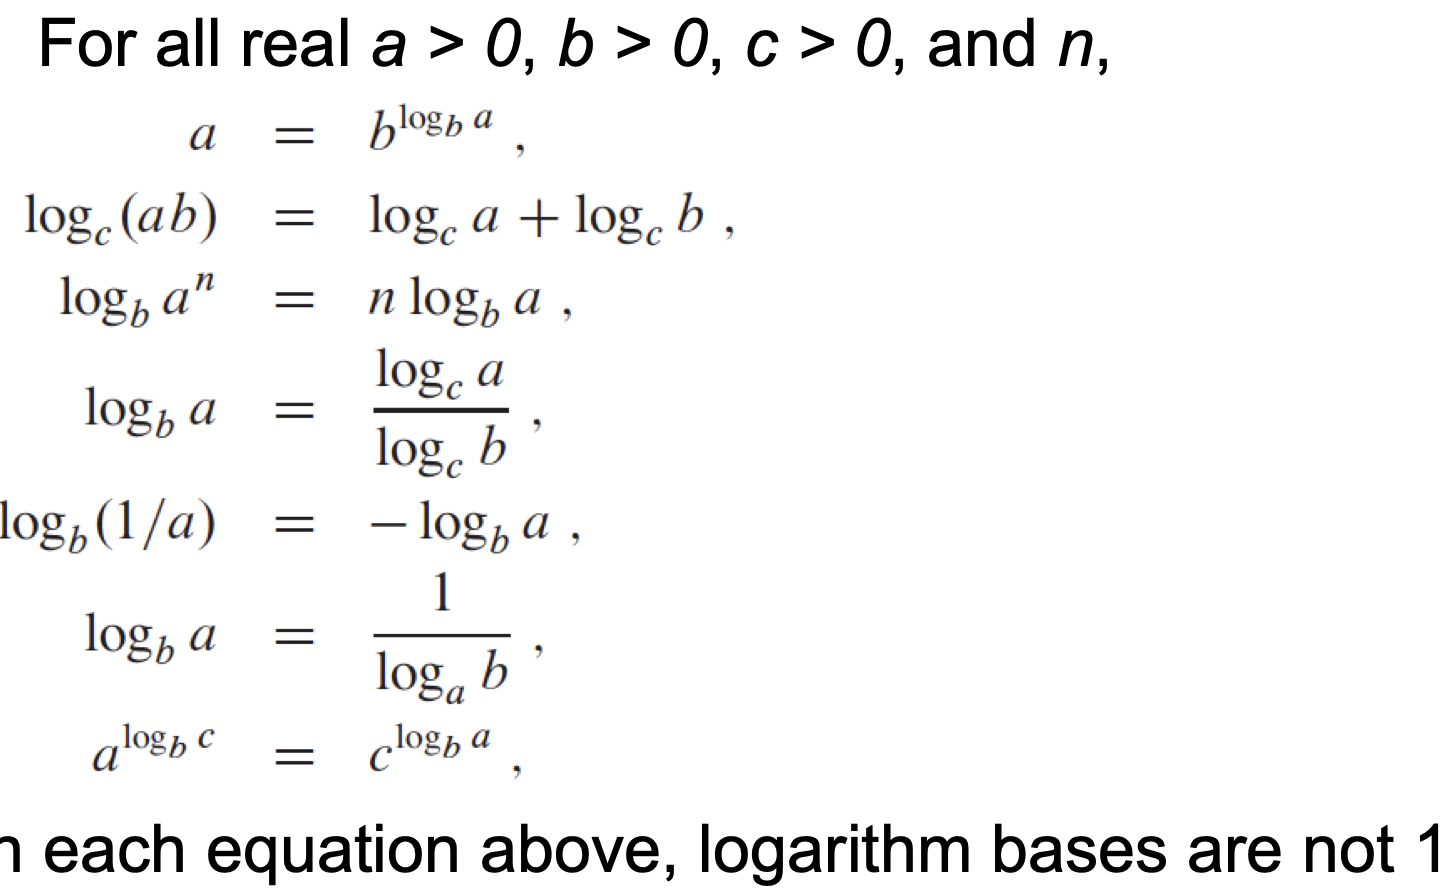 For all real a > 0, b > 0, c > 0, and n,
a = b^{log_b a} ,
log_c(ab) = log_c a + log_c b ,
log_b a^n = n log_b a ,
log_b a = \frac{log_c a}{log_c b} ,
log_b(1/a) = − log_b a ,
log_b a = \frac{1}{log_a b} ,
a^{log_b c} = c^{log_b a} ,
each equation above, logarithm bases are not 1